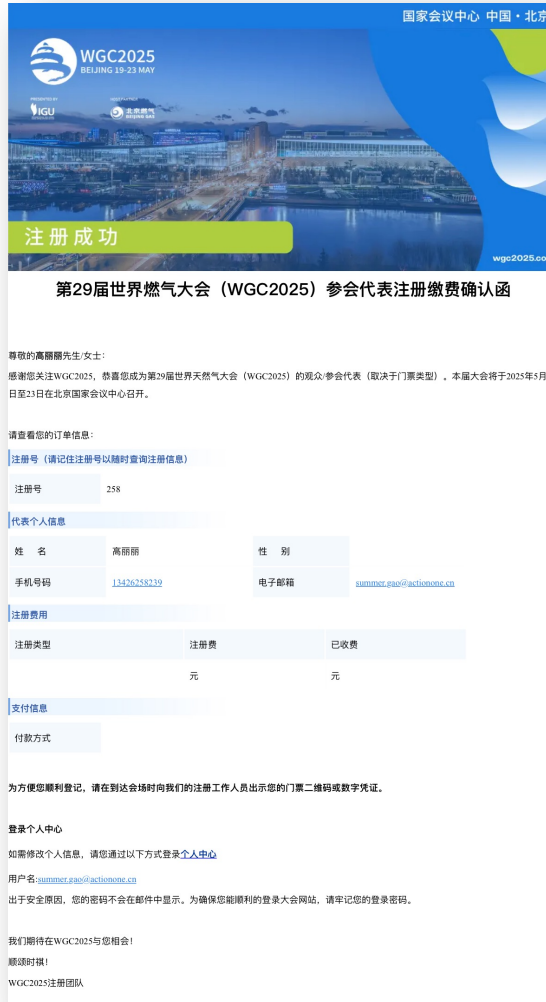 国家会议中心 中国·北京
WGC2025
BEIJING 19-23 MAY
PRESENTED BY
IGU
北京燃气
BEIJING GAS
注册成功
wgc2025.co
第29届世界燃气大会（WGC2025）参会代表注册缴费确认函
尊敬的高丽丽先生/女士：
感谢您关注WGC2025，恭喜您成为第29届世界天然气大会（WGC2025）的观众/参会代表（取决于门票类型）。本届大会将于2025年5月
日至23日在北京国家会议中心召开。
请查看您的订单信息：
注册号（请记住注册号以随时查询注册信息）
注册号 258
代表个人信息
姓 名 高丽丽 性 别
手机号码 13426258239 电子邮箱 summer.gao@actionone.cn
注册费用
注册类型 注册费 已收费
元 元
支付信息
付款方式
为方便您顺利登记，请在到达会场时向我们的注册工作人员出示您的门票二维码或数字凭证。
登录个人中心
如需修改个人信息，请您通过以下方式登录个人中心
用户名:summer.gao@actionone.cn
出于安全原因，您的密码不会在邮件中显示。为确保您能顺利的登录大会网站，请牢记您的登录密码。
我们期待在WGC2025与您相会！
顺颂时祺！
WGC2025注册团队